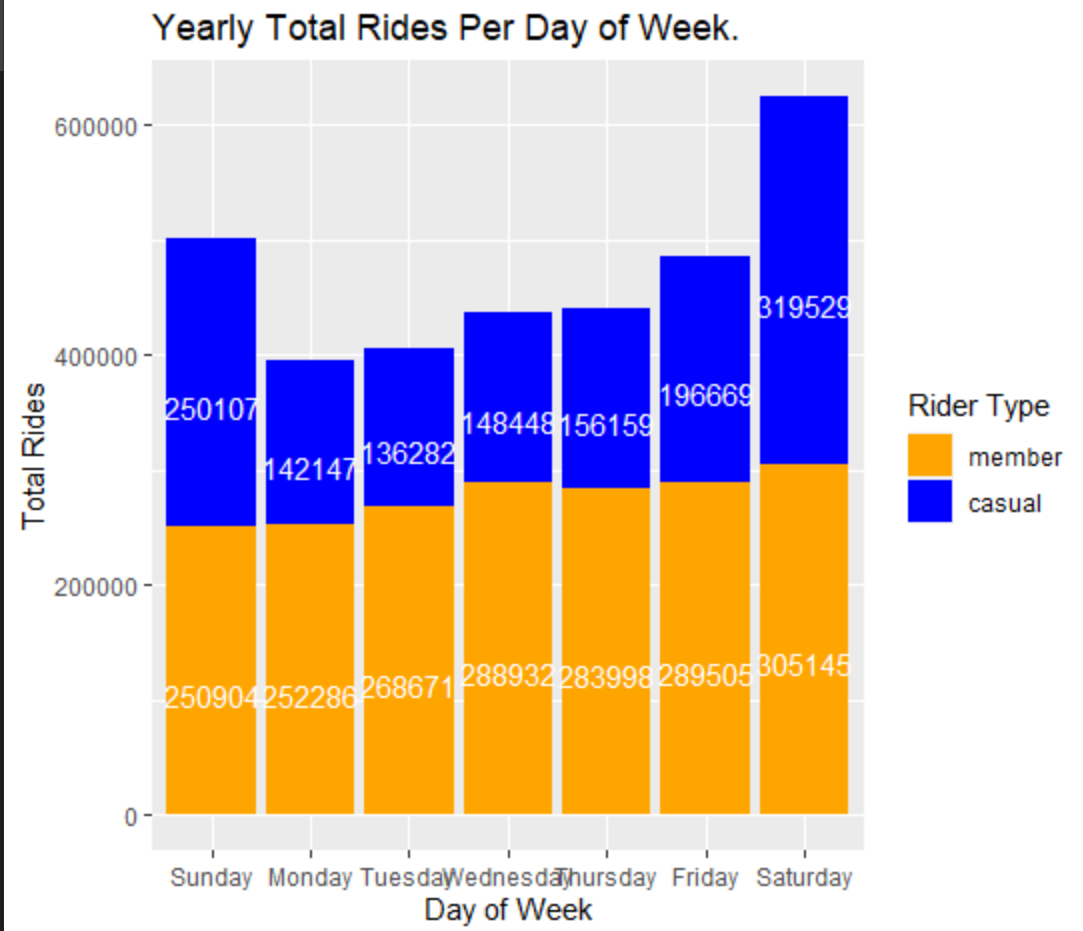 Yearly Total Rides Per Day of Week.
600000
400000
200000
0
Total Rides
250107
142147
136282
148448
156159
196669
319529
250904
252286
268671
288932
283998
289505
305145
Sunday
Monday
Tuesday
Wednesday
Thursday
Friday
Saturday
Day of Week
Rider Type
member
casual